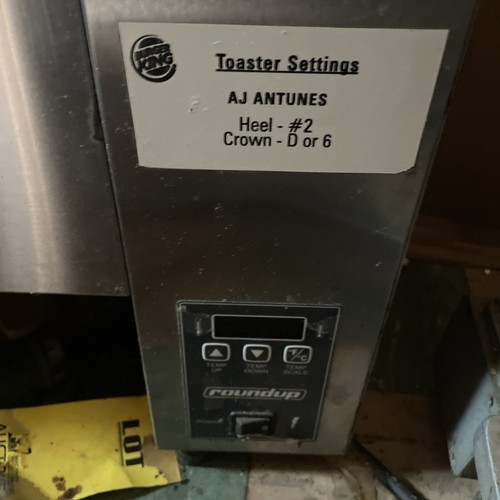 BURGER
KING
Toaster Settings
AJ ANTUNES
Heel - #2
Crown - D or 6
°F/C
TEMP
UP
TEMP
DOWN
TEMP
SCALE
roundup
LOT